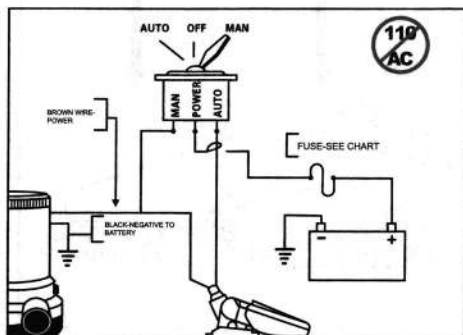 AUTO OFF MAN
110
AC
MAN
POWER
AUTO
BROWN WIRE-
POWER
FUSE-SEE CHART
BLACK-NEGATIVE TO
BATTERY
- +